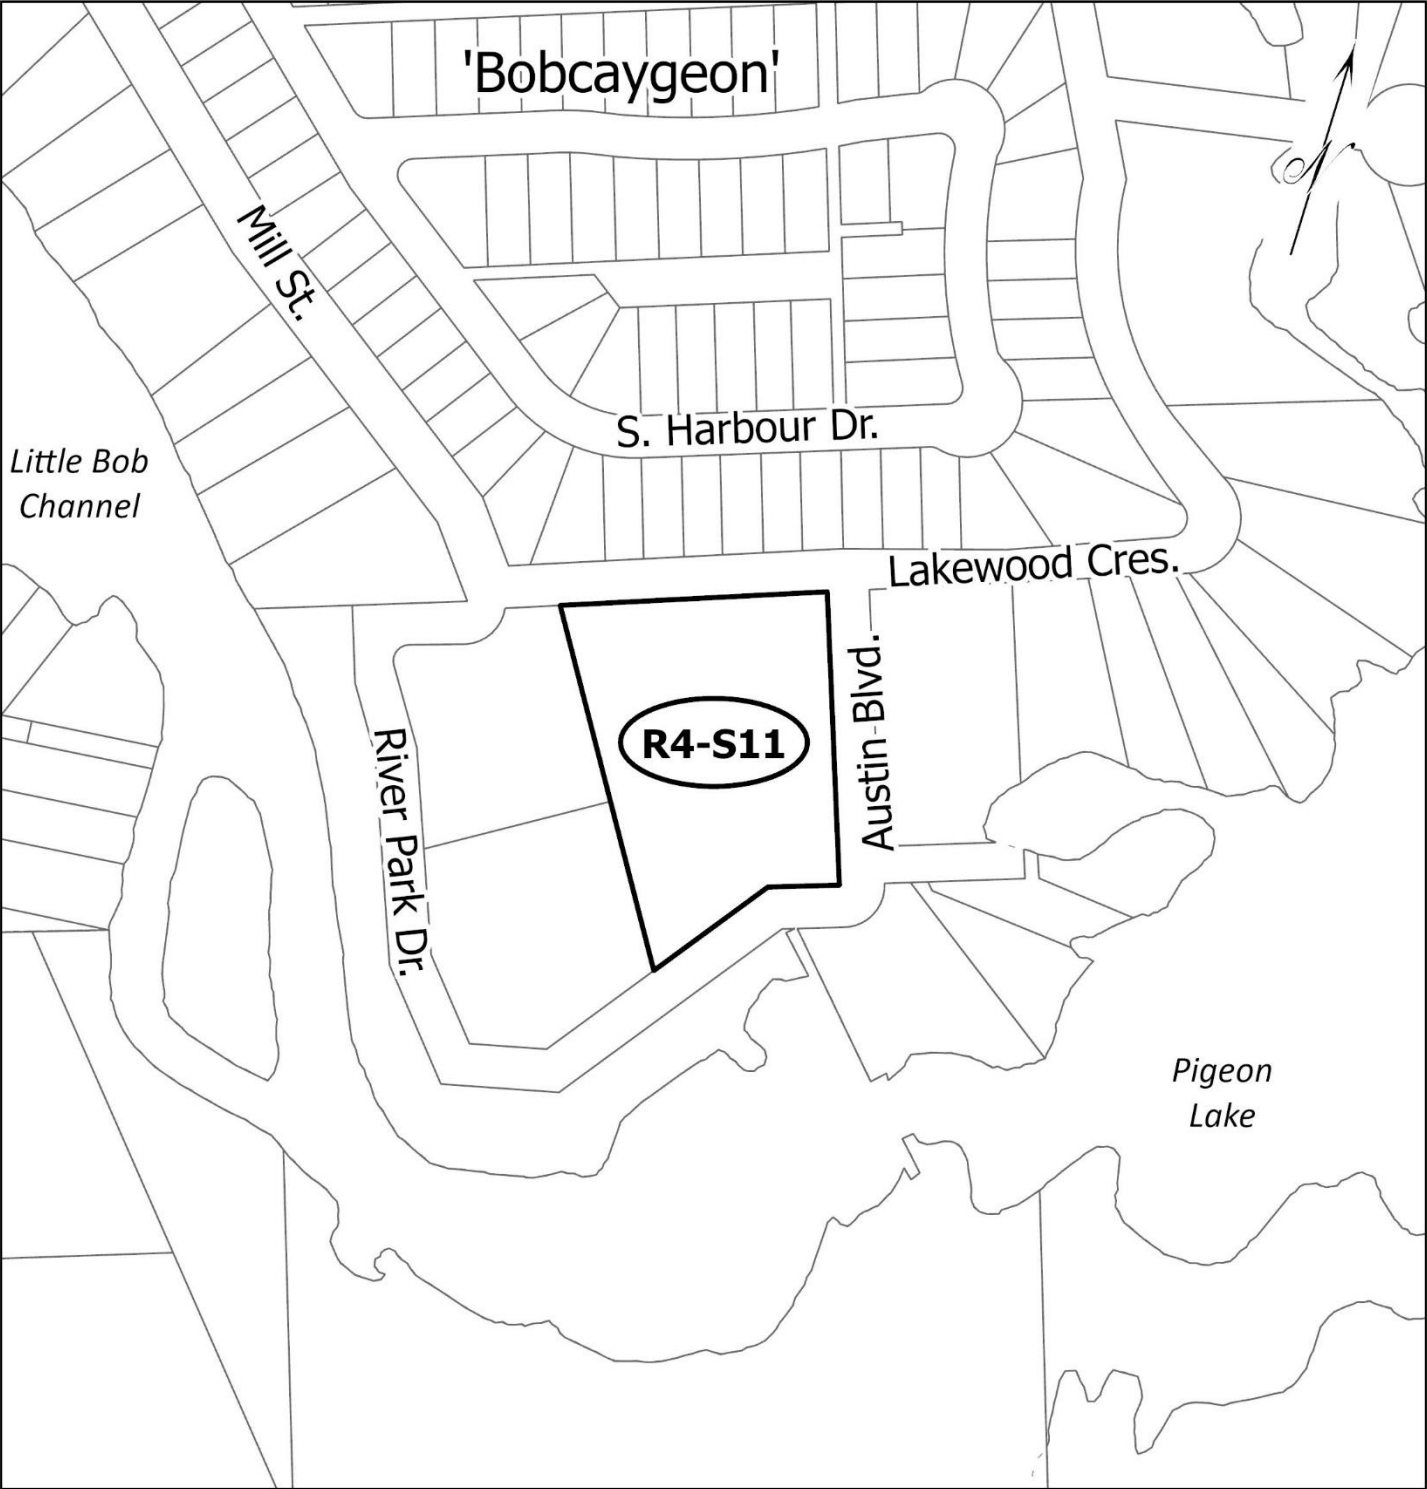 'Bobcaygeon'
Mill St.
S. Harbour Dr.
Little Bob
Channel
Lakewood Cres.
Austin Blvd.
R4-S11
River Park Dr.
Pigeon
Lake